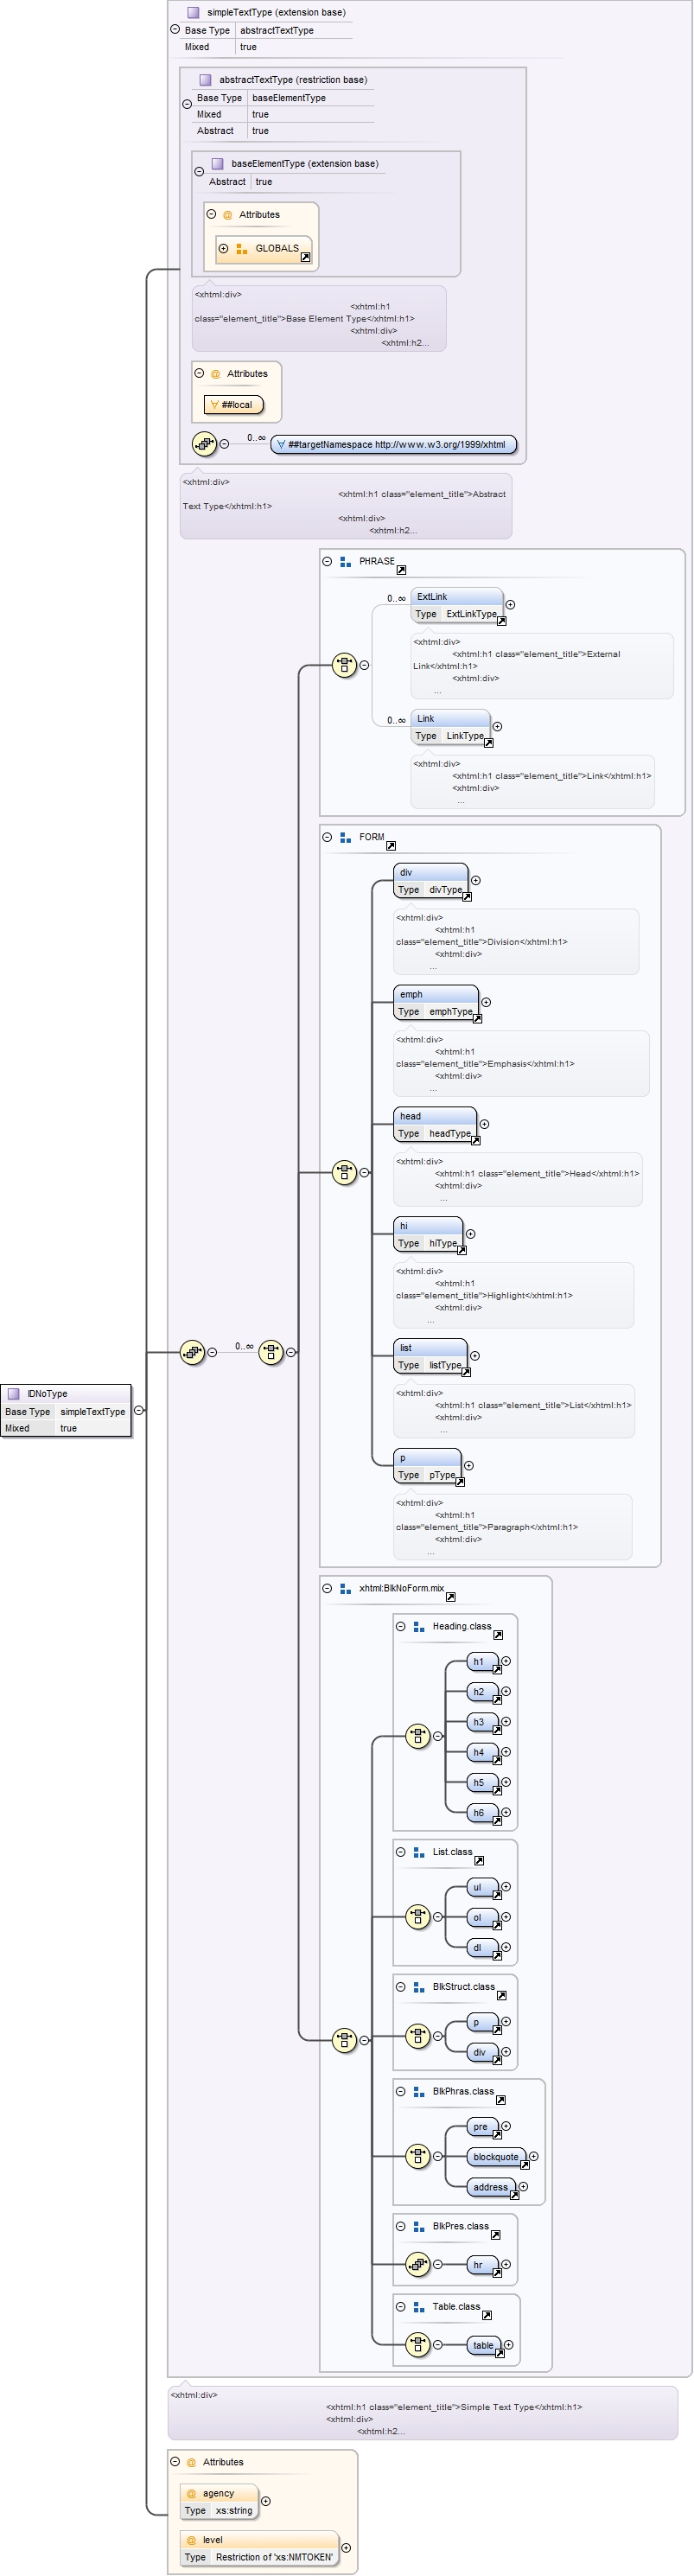 simpleTextType (extension base)
Base Type abstractTextType
Mixed true
abstractTextType (restriction base)
Base Type baseElementType
Mixed true
Abstract true
baseElementType (extension base)
Abstract true
@ Attributes
GLOBALS
<xhtml:div>
<xhtml:h1
class="element_title">Base Element Type</xhtml:h1>
<xhtml:div>
<xhtml:h2...
@ Attributes
∀ ##local
0..∞
∀ ##targetNamespace http://www.w3.org/1999/xhtml
<xhtml:div>
<xhtml:h1 class="element_title">Abstract
Text Type</xhtml:h1>
<xhtml:div>
<xhtml:h2...
PHRASE
0..∞
ExtLink
Type ExtLinkType
<xhtml:div>
<xhtml:h1 class="element_title">External
Link</xhtml:h1>
<xhtml:div>
...
0..∞
Link
Type LinkType
<xhtml:div>
<xhtml:h1 class="element_title">Link</xhtml:h1>
<xhtml:div>
...
FORM
div
Type divType
<xhtml:div>
<xhtml:h1
class="element_title">Division</xhtml:h1>
<xhtml:div>
...
emph
Type emphType
<xhtml:div>
<xhtml:h1
class="element_title">Emphasis</xhtml:h1>
<xhtml:div>
...
head
Type headType
<xhtml:div>
<xhtml:h1 class="element_title">Head</xhtml:h1>
<xhtml:div>
...
hi
Type hiType
<xhtml:div>
<xhtml:h1
class="element_title">Highlight</xhtml:h1>
<xhtml:div>
...
0..∞
list
Type listType
<xhtml:div>
<xhtml:h1 class="element_title">List</xhtml:h1>
<xhtml:div>
...
IDNoType
Base Type simpleTextType
Mixed true
p
Type pType
<xhtml:div>
<xhtml:h1
class="element_title">Paragraph</xhtml:h1>
<xhtml:div>
...
xhtml:BlkNoForm.mix
Heading.class
h1
h2
h3
h4
h5
h6
List.class
ul
ol
dl
BlkStruct.class
p
div
BlkPhras.class
pre
blockquote
address
BlkPres.class
hr
Table.class
table
<xhtml:div>
<xhtml:h1 class="element_title">Simple Text Type</xhtml:h1>
<xhtml:div>
<xhtml:h2...
@ Attributes
@ agency
Type xs:string
@ level
Type Restriction of 'xs:NMTOKEN'